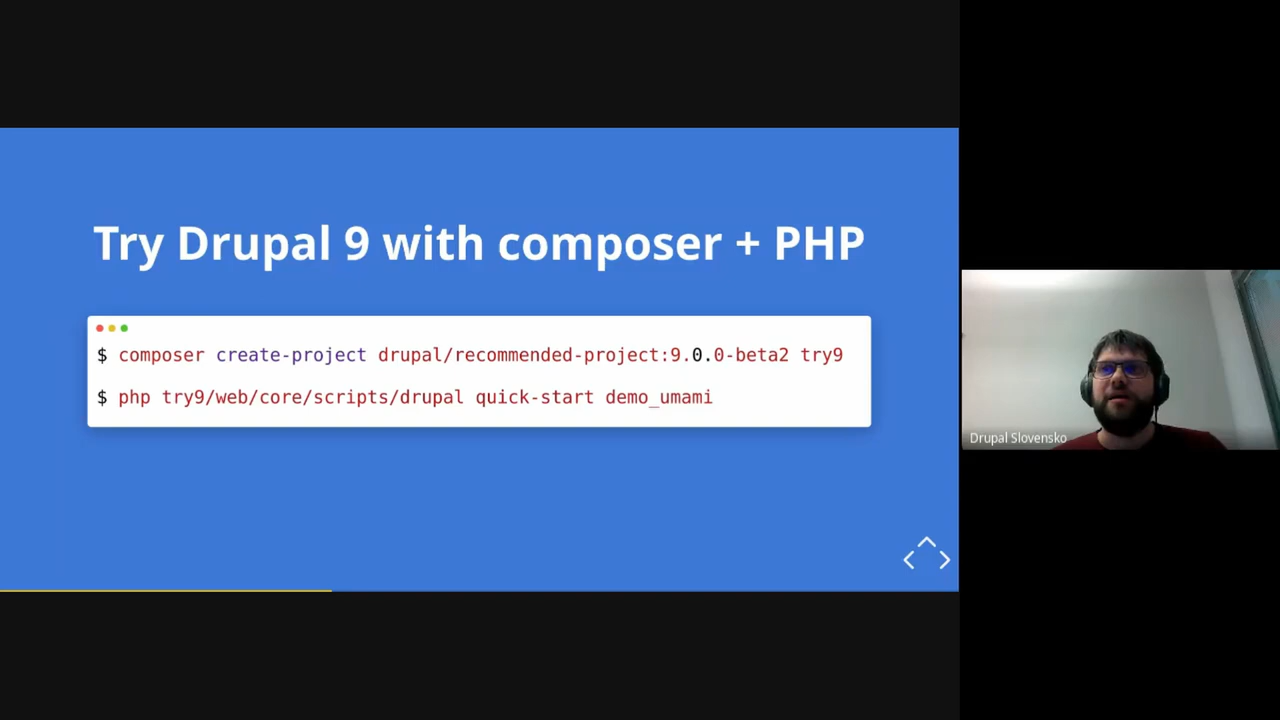 Try Drupal 9 with composer + PHP
$ composer create-project drupal/recommended-project:9.0.0-beta2 try9
$ php try9/web/core/scripts/drupal quick-start demo_umami
Drupal Slovensko